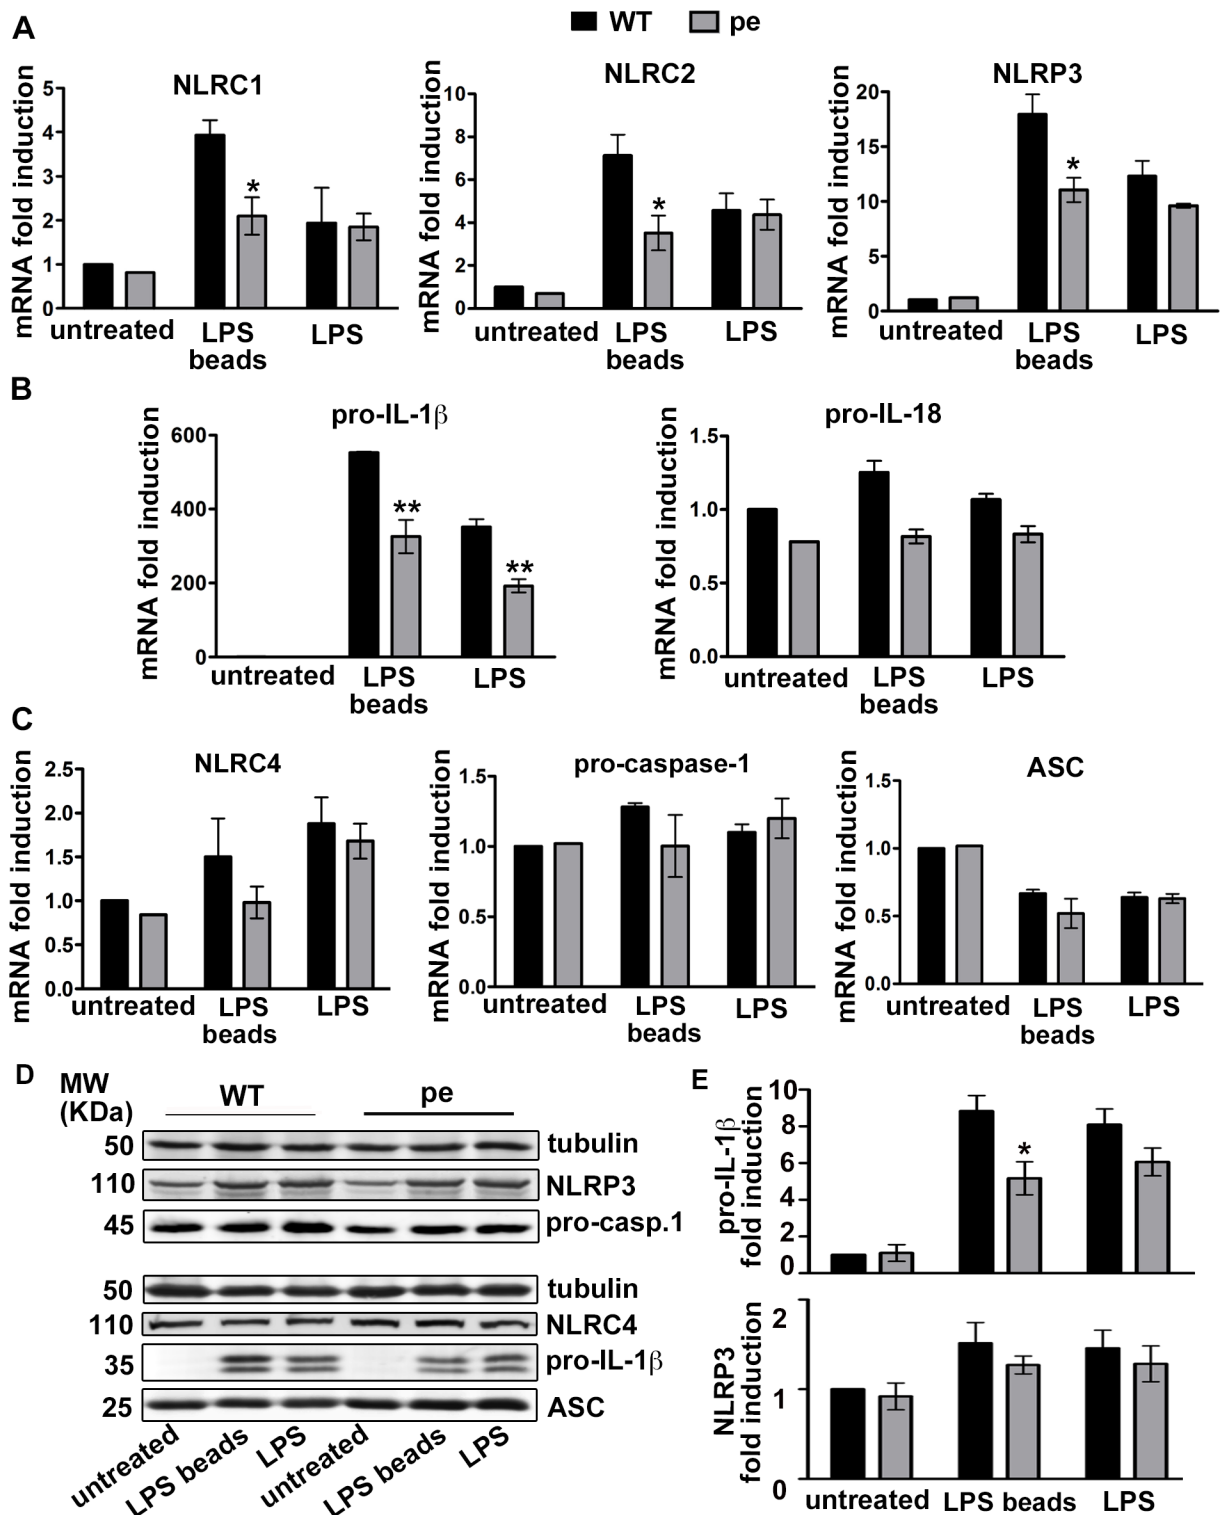 A
WT pe
NLRC1
mRNA fold induction
5
4
3
2
1
0
*
untreated LPS beads LPS
NLRC2
mRNA fold induction
10
8
6
4
2
0
*
untreated LPS beads LPS
NLRP3
mRNA fold induction
20
15
10
5
0
*
untreated LPS beads LPS
B
pro-IL-1β
mRNA fold induction
600
400
200
0
**
**
untreated LPS beads LPS
pro-IL-18
mRNA fold induction
1.5
1.0
0.5
0.0
untreated LPS beads LPS
C
NLRC4
mRNA fold induction
2.5
2.0
1.5
1.0
0.5
0.0
untreated LPS beads LPS
pro-caspase-1
mRNA fold induction
1.5
1.0
0.5
0.0
untreated LPS beads LPS
ASC
mRNA fold induction
1.5
1.0
0.5
0.0
untreated LPS beads LPS
D
MW
(KDa)
WT pe
50 tubulin
110 NLRP3
45 pro-casp.1
50 tubulin
110 NLRC4
35 pro-IL-1β
25 ASC
untreated LPS beads LPS untreated LPS beads LPS
E
pro-IL-1β
fold induction
10
8
6
4
2
0
*
NLRP3
fold induction
2
1
0
untreated LPS beads LPS